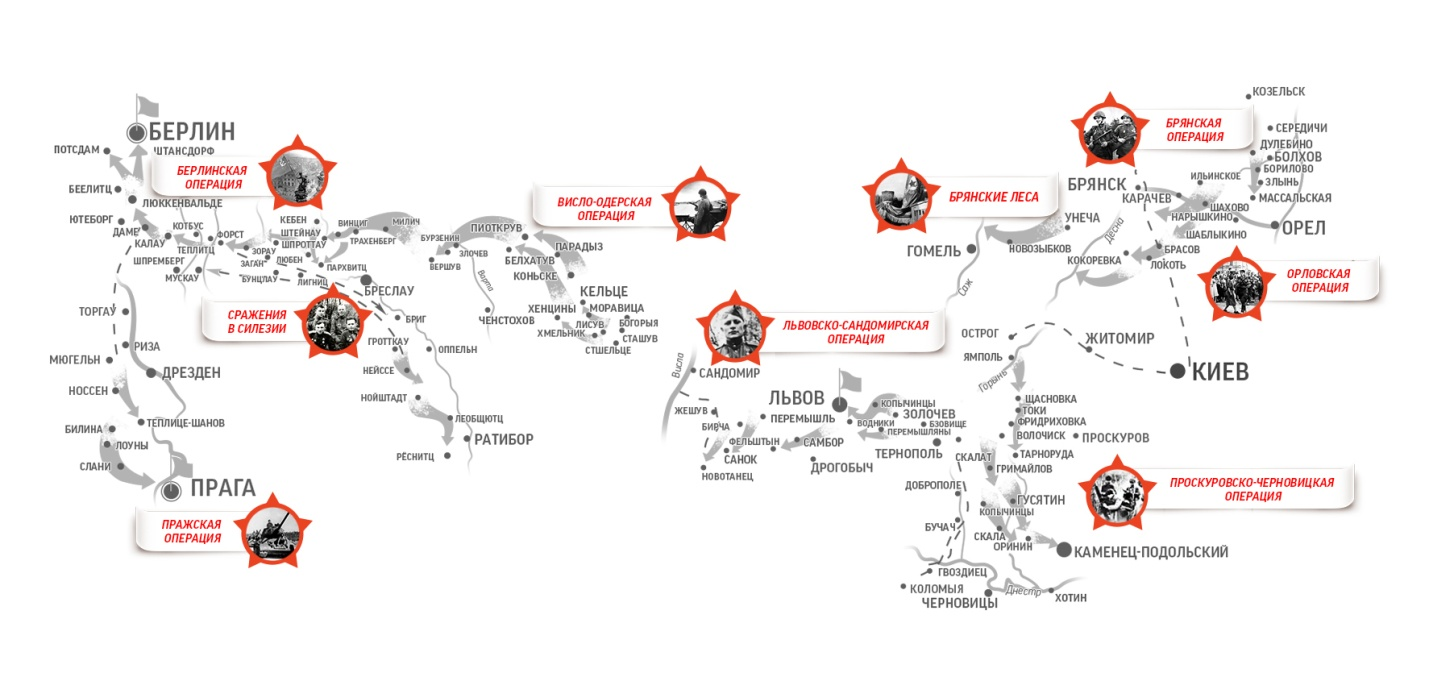 БЕРЛИН
ПОТСДАМ
ШТАНСДОРФ
БЕРЛИНСКАЯ
ОПЕРАЦИЯ
БЕЕЛИТЦ
ЛЮККЕНВАЛЬДЕ
ЮТЕБОРГ
ДАМЕ
КАЛАУ
КОТБУС
ФОРСТ
ТЕПЛИТЦ
ШПРЕМБЕРГ
МУСКАУ
КЕБЕН
ШТЕЙНАУ
ШПРОТТАУ
ЗОРАУ
ЗАГАН
ЛЮБЕН
БУНЦЛАУ
ЛИГНИЦ
ВИНЦИГ
МИЛИЧ
ТРАХЕНБЕРГ
ПАРХВИТЦ
БРЕСЛАУ
СРАЖЕНИЯ
В СИЛЕЗИИ
БРИГ
ГРОТТКАУ
ОППЕЛЬН
НЕЙССЕ
НОЙШТАДТ
ЛЕОБЩЮТЦ
РАТИБОР
РЁСНИТЦ
ТОРГАУ
РИЗА
МЮГЕЛЬН
ДРЕЗДЕН
НОССЕН
ТЕПЛИЦЕ-ШАНОВ
БИЛИНА
ЛОУНЫ
СЛАНИ
ПРАГА
ПРАЖСКАЯ
ОПЕРАЦИЯ
ВИСЛО-ОДЕРСКАЯ
ОПЕРАЦИЯ
ПИОТКРУВ
БУРЗЕНИН
ЗЛОЧЕВ
ВЕРШУВ
Варта
ЧЕНСТОХОВ
ПАРАДЫЗ
БЕЛХАТУВ
КОНЬСКЕ
КЕЛЬЦЕ
ХЕНЦИНЫ
МОРАВИЦА
ЛИСУВ
БОГОРЫЯ
ХМЕЛЬНИК
СТАШУВ
СТШЕЛЬЦЕ
ЛЬВОВСКО-САНДОМИРСКАЯ
ОПЕРАЦИЯ
Висла
САНДОМИР
ЖЕШУВ
БИРЧА
ЛЬВОВ
ПЕРЕМЫШЛЬ
КОПЫЧИНЦЫ
ЗОЛОЧЕВ
ВОДНИКИ
БЗОВИЩЕ
ПЕРЕМЫШЛЯНЫ
ФЕЛЬШТЫН
САМБОР
САНОК
ДРОГОБЫЧ
НОВОТАНЕЦ
ТЕРНОПОЛЬ
БРЯНСКИЕ ЛЕСА
БРЯНСКАЯ
ОПЕРАЦИЯ
КОЗЕЛЬСК
СЕРЕДИЧИ
ДУЛЕБИНО
БОЛХОВ
БОРИЛОВО
ЗЛЫНЬ
МАССАЛЬСКАЯ
ИЛЬИНСКОЕ
БРЯНСК
КАРАЧЕВ
ШАХОВО
НАРЫШКИНО
ОРЕЛ
ШАБЛЫКИНО
УНЕЧА
Десна
ГОМЕЛЬ
НОВОЗЫБКОВ
КОКОРЕВКА
БРАСОВ
ЛОКОТЬ
Сож
ОРЛОВСКАЯ
ОПЕРАЦИЯ
ОСТРОГ
ЖИТОМИР
ЯМПОЛЬ
КИЕВ
Горынь
ЩАСНОВКА
ТОКИ
ФРИДРИХОВКА
ВОЛОЧИСК
ПРОСКУРОВ
ТАРНОРУДА
СКАЛАТ
ГРИМАЙЛОВ
ДОБРОПОЛЕ
ГУСЯТИН
КОПЫЧИНЦЫ
БУЧАЧ
СКАЛА
ОРИНИН
КАМЕНЕЦ-ПОДОЛЬСКИЙ
ГВОЗДИЕЦ
КОЛОМЫЯ
ЧЕРНОВИЦЫ
Днестр
ХОТИН
ПРОСКУРОВСКО-ЧЕРНОВИЦКАЯ
ОПЕРАЦИЯ